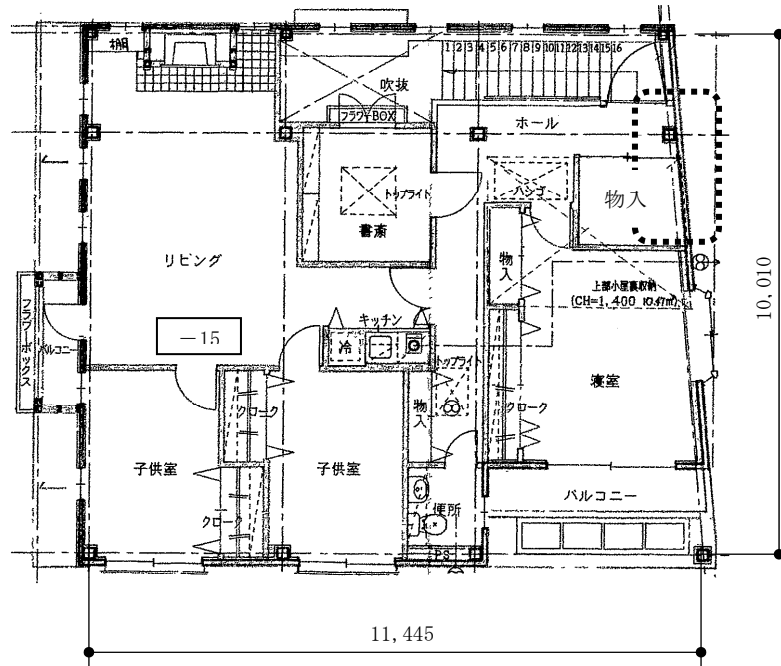 棚
1 2 3 4 5 6 7 8 9 10 11 12 13 14 15 16
吹抜
フラワーBOX
ホール
トップライト
ハシゴ
物入
書斎
リビング
物入
上部小屋裏収納
(CH=1,400 10.47㎡)
10,010
キッチン
フラワーボックス
バルコニー
−15
冷
トップライト
寝室
クローク
物入
クローク
子供室
子供室
バルコニー
クローク
便所
PS
11,445